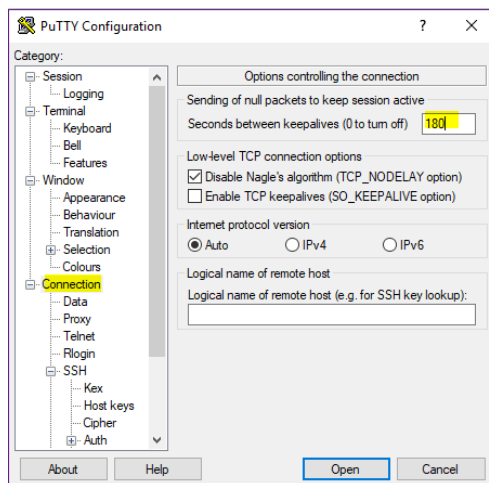 PuTTY Configuration
? X
Category:
Session
Logging
Terminal
Keyboard
Bell
Features
Window
Appearance
Behaviour
Translation
Selection
Colours
Connection
Data
Proxy
Telnet
Rlogin
SSH
Kex
Host keys
Cipher
Auth
Options controlling the connection
Sending of null packets to keep session active
Seconds between keepalives (0 to turn off) 180
Low-level TCP connection options
Disable Nagle's algorithm (TCP_NODELAY option)
Enable TCP keepalives (SO_KEEPALIVE option)
Internet protocol version
Auto IPv4 IPv6
Logical name of remote host
Logical name of remote host (e.g. for SSH key lookup):
About Help Open Cancel